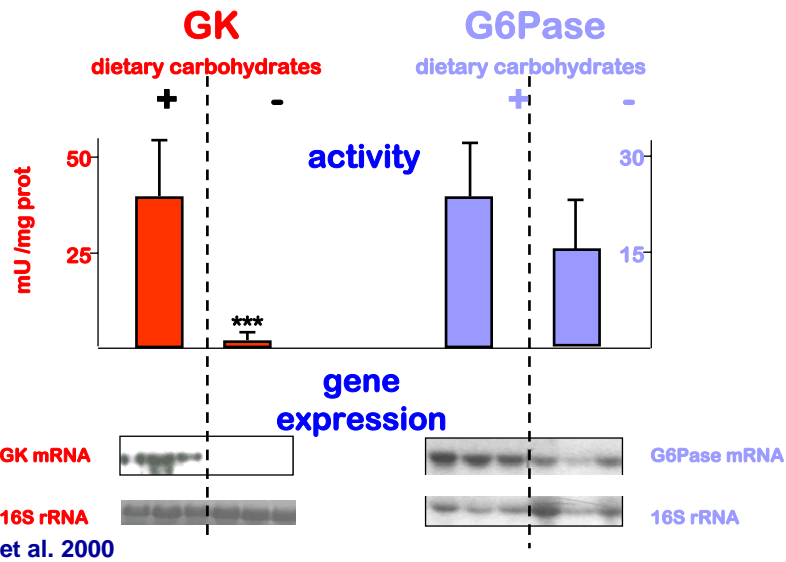 GK
dietary carbohydrates
+ -
G6Pase
dietary carbohydrates
+ -
activity
mU /mg prot
50
25
***
30
15
gene
expression
GK mRNA
G6Pase mRNA
16S rRNA
16S rRNA
et al. 2000